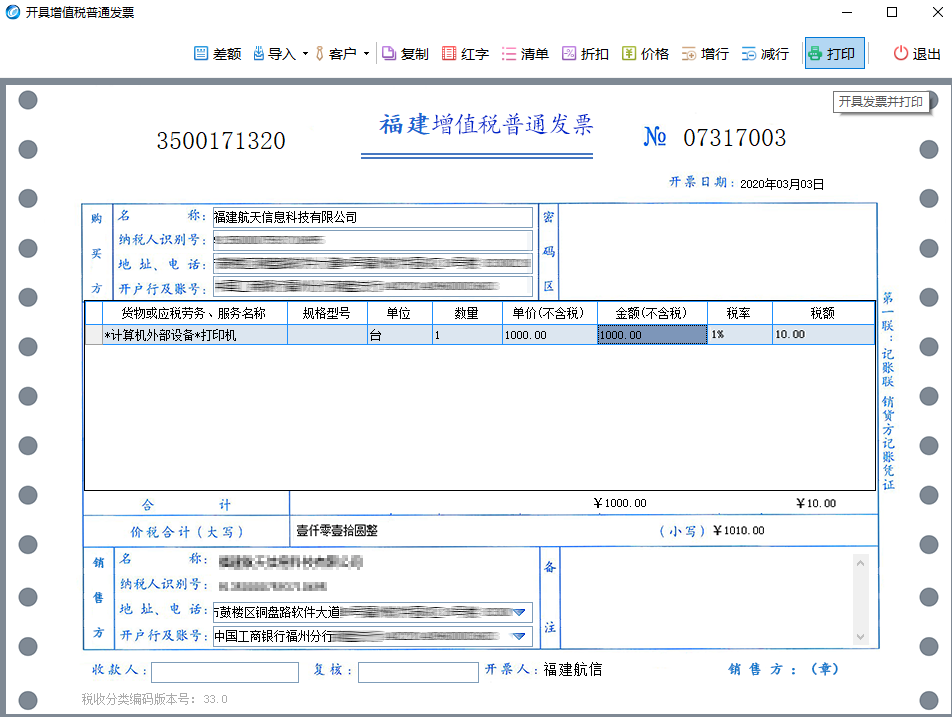 开具增值税普通发票
差额 导入 客户 复制 红字 清单 折扣 价格 增行 减行 打印 退出
开具发票并打印
3500171320 福建增值税普通发票 № 07317003
开票日期：2020年03月03日
购买方
名称：福建航天信息科技有限公司
纳税人识别号：
地址、电话：
开户行及账号：
密码区
货物或应税劳务、服务名称 规格型号 单位 数量 单价(不含税) 金额(不含税) 税率 税额
*计算机外部设备*打印机 台 1 1000.00 1000.00 1% 10.00
合计 ￥1000.00 ￥10.00
价税合计（大写） 壹仟零壹拾圆整 （小写）￥1010.00
第一联：记账联 销货方记账凭证
销售方
名称：福建航天信息科技有限公司
纳税人识别号：
地址、电话：市鼓楼区铜盘路软件大道
开户行及账号：中国工商银行福州分行
备注
收款人： 复核： 开票人：福建航信 销售方：（章）
税收分类编码版本号： 33.0